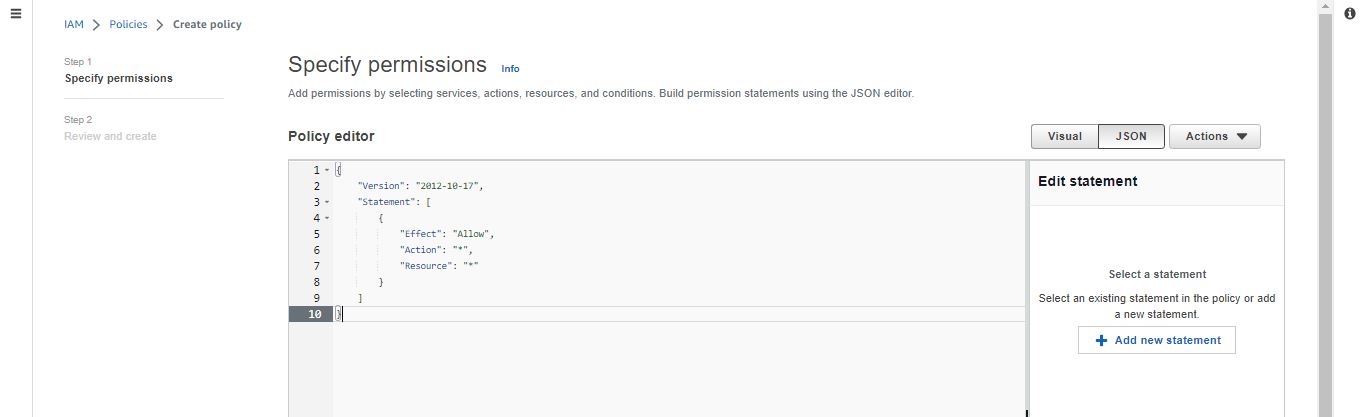 IAM > Policies > Create policy
Step 1
Specify permissions
Step 2
Review and create
Specify permissions Info
Add permissions by selecting services, actions, resources, and conditions. Build permission statements using the JSON editor.
Policy editor
Visual JSON Actions
1 {
2 "Version": "2012-10-17",
3 "Statement": [
4 {
5 "Effect": "Allow",
6 "Action": "*",
7 "Resource": "*"
8 }
9 ]
10 }
Edit statement
Select a statement
Select an existing statement in the policy or add
a new statement.
+ Add new statement